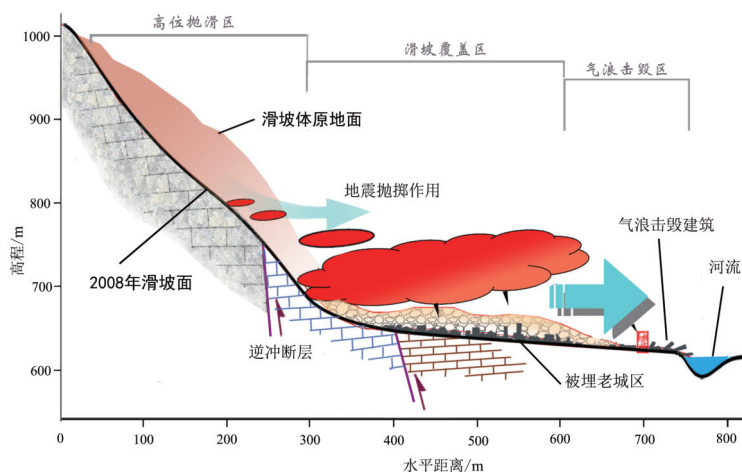 高位抛滑区
滑坡覆盖区
气浪击毁区
滑坡体原地面
地震抛掷作用
气浪击毁建筑
河流
2008年滑坡面
逆冲断层
被埋老城区
高程/m
1000
900
800
700
600
0
100
200
300
400
500
600
700
800
水平距离/m